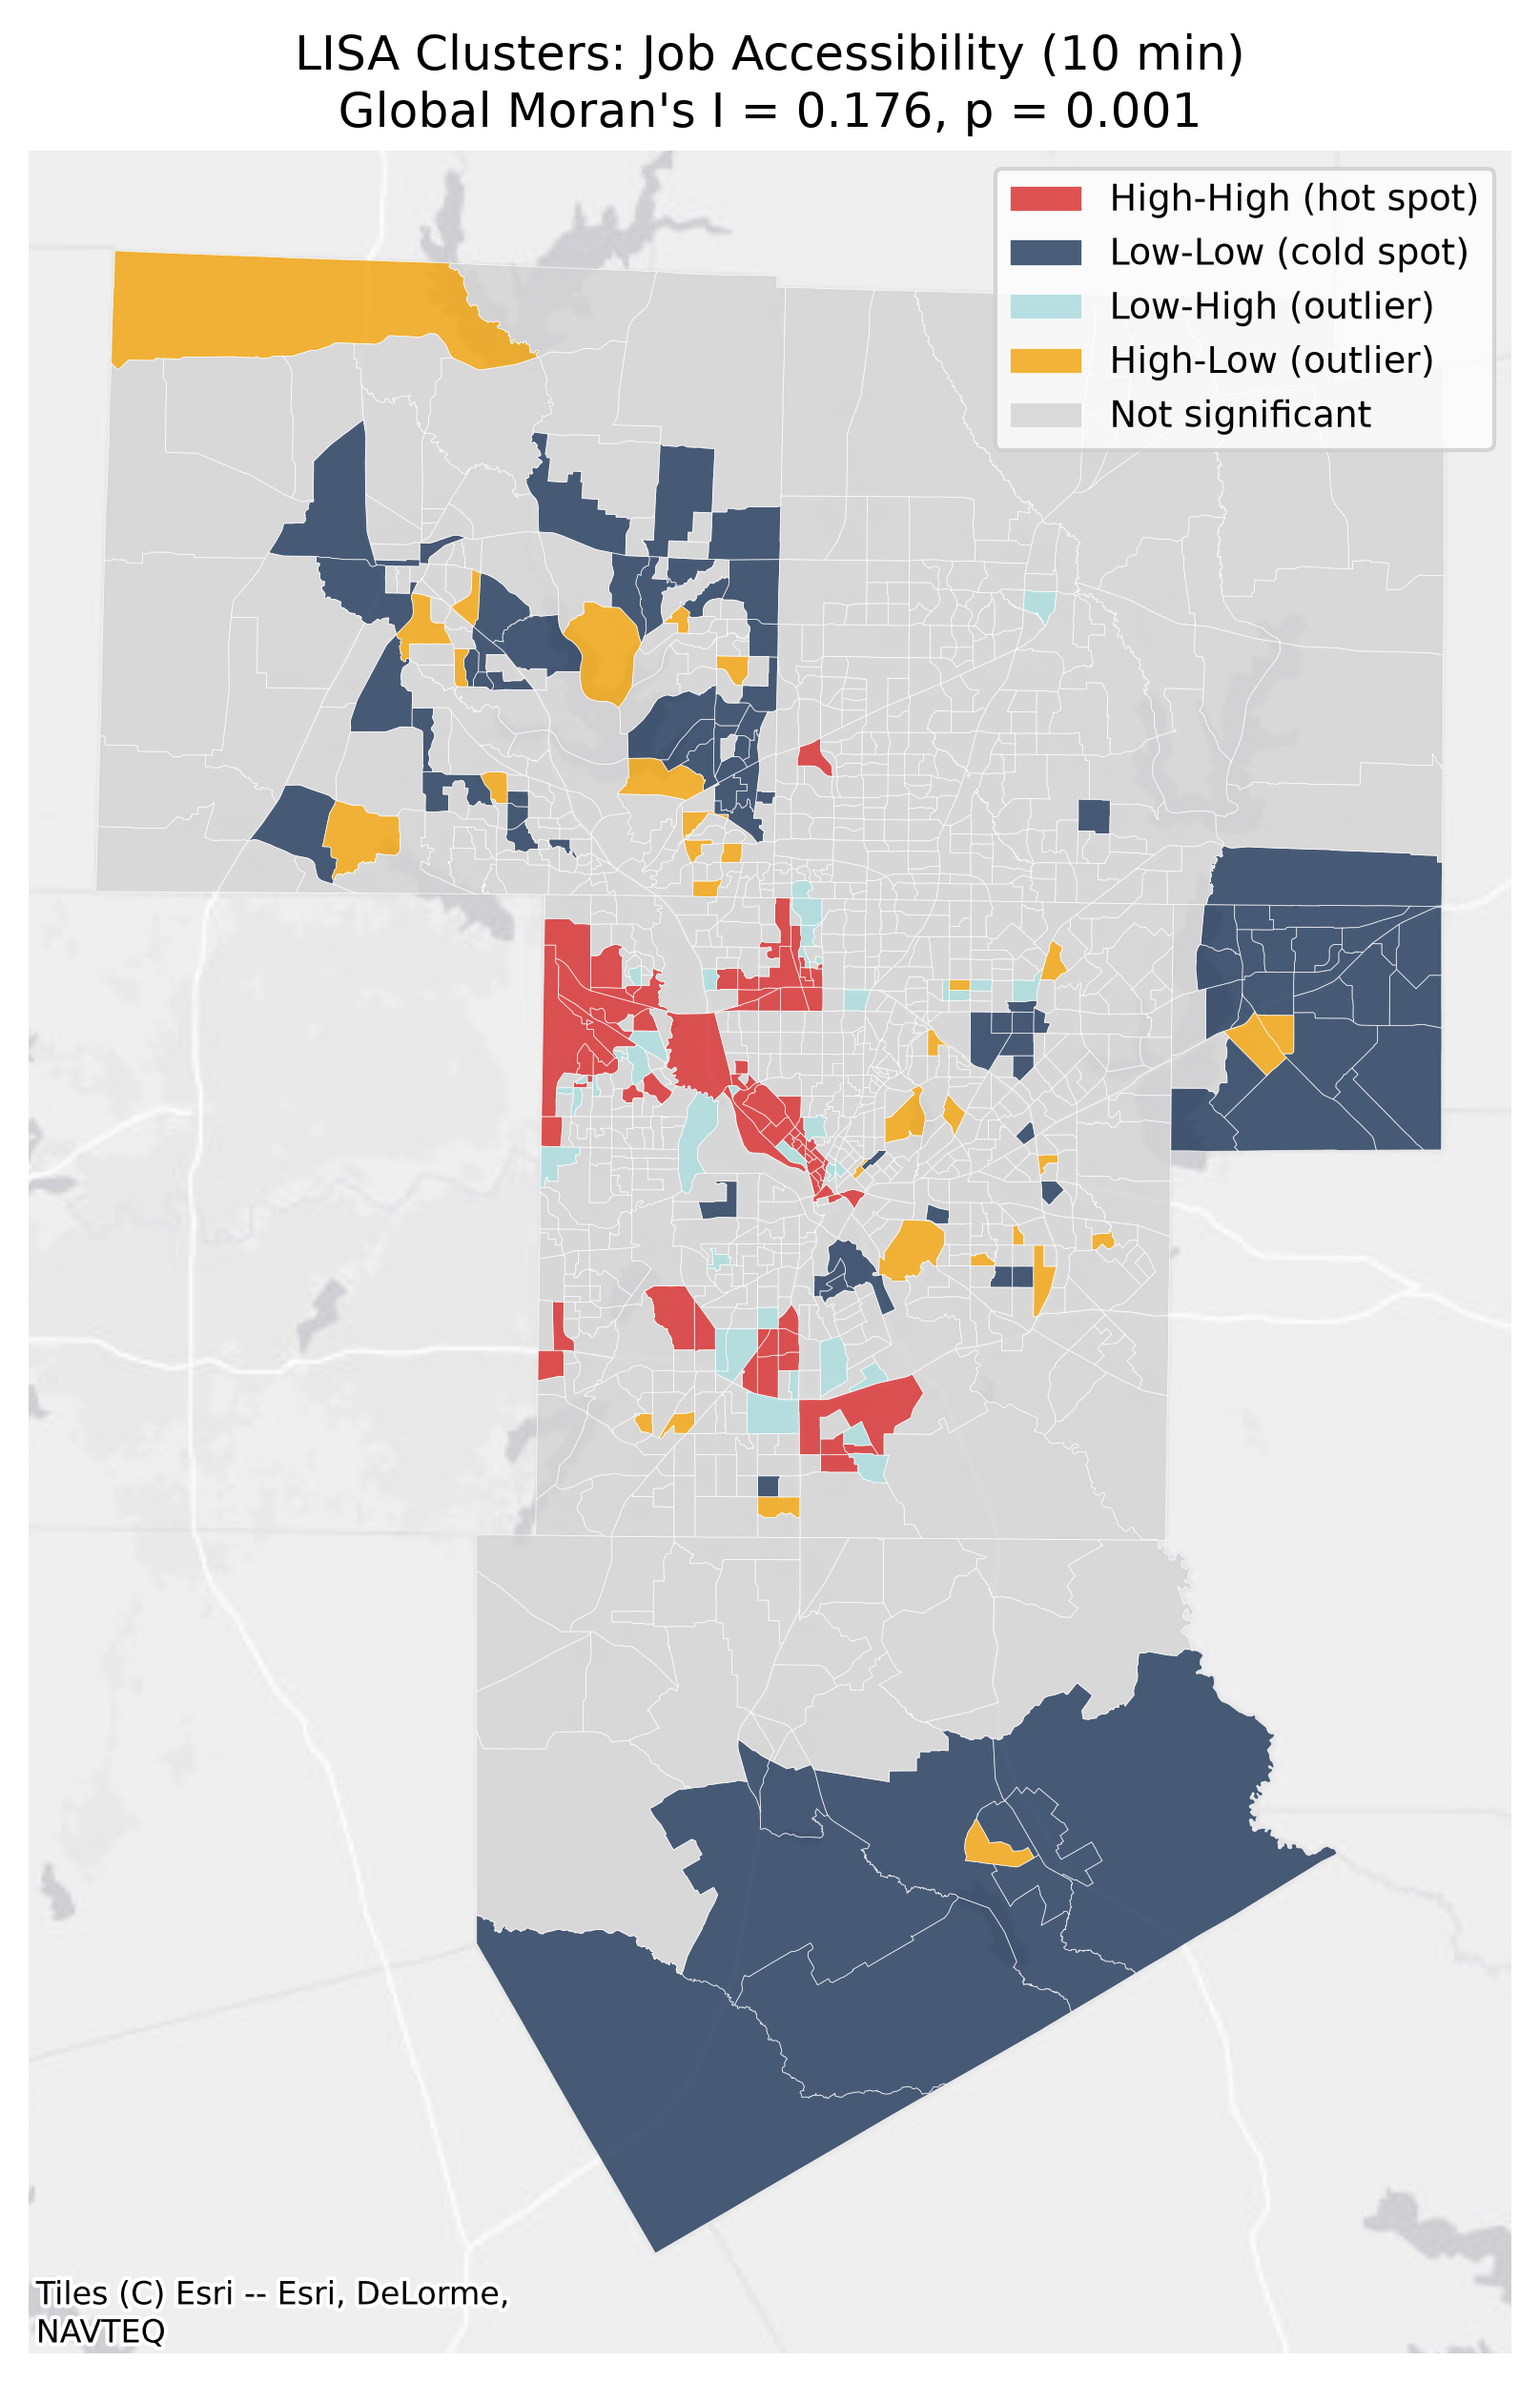 LISA Clusters: Job Accessibility (10 min)
Global Moran's I = 0.176, p = 0.001
High-High (hot spot)
Low-Low (cold spot)
Low-High (outlier)
High-Low (outlier)
Not significant
Tiles (C) Esri -- Esri, DeLorme,
NAVTEQ